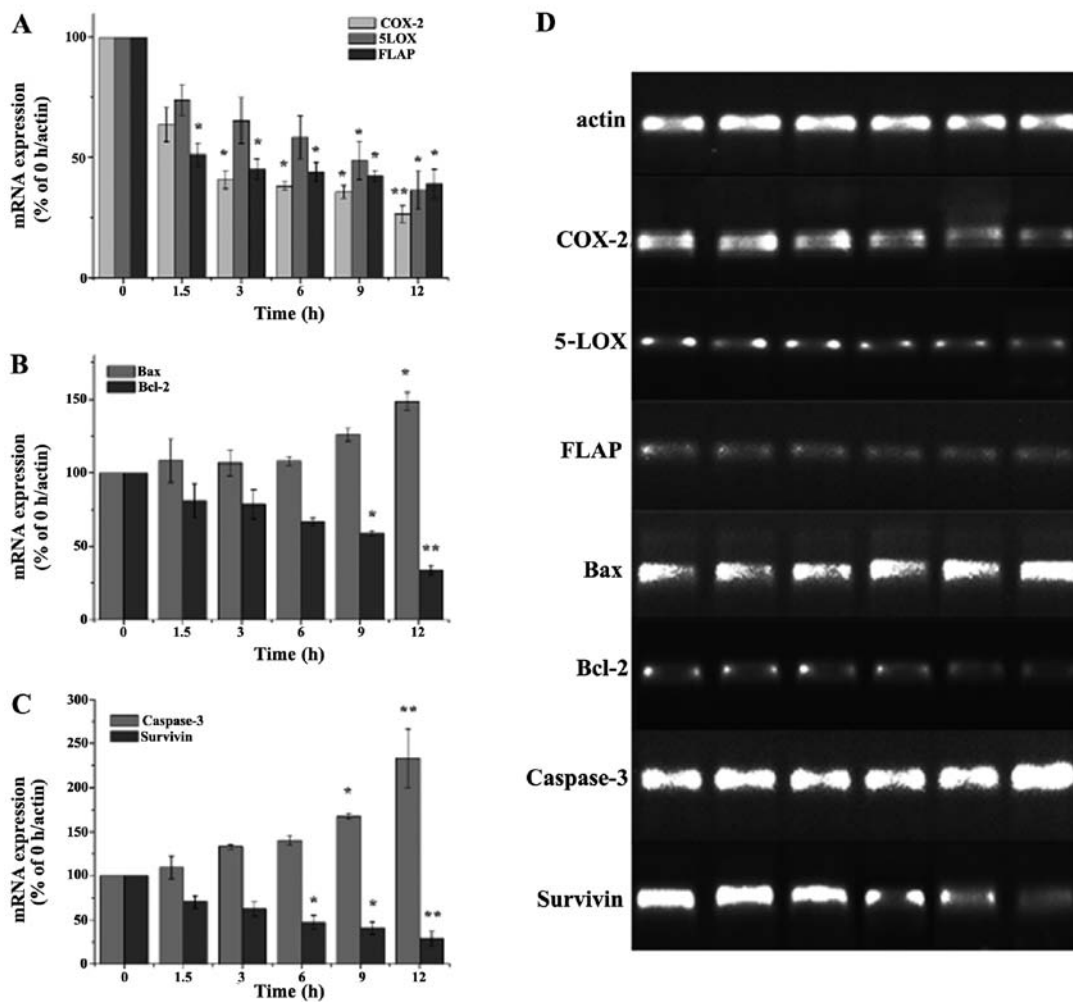 A
COX-2
5LOX
FLAP
mRNA expression
(% of 0 h/actin)
100
50
0
*
*
*
*
*
*
*
*
**
*
*
0 1.5 3 6 9 12
Time (h)
B
Bax
Bcl-2
mRNA expression
(% of 0 h/actin)
150
100
50
0
*
*
**
0 1.5 3 6 9 12
Time (h)
C
Caspase-3
Survivin
mRNA expression
(% of 0 h/actin)
300
250
200
150
100
50
0
*
*
*
**
**
0 1.5 3 6 9 12
Time (h)
D
actin
COX-2
5-LOX
FLAP
Bax
Bcl-2
Caspase-3
Survivin